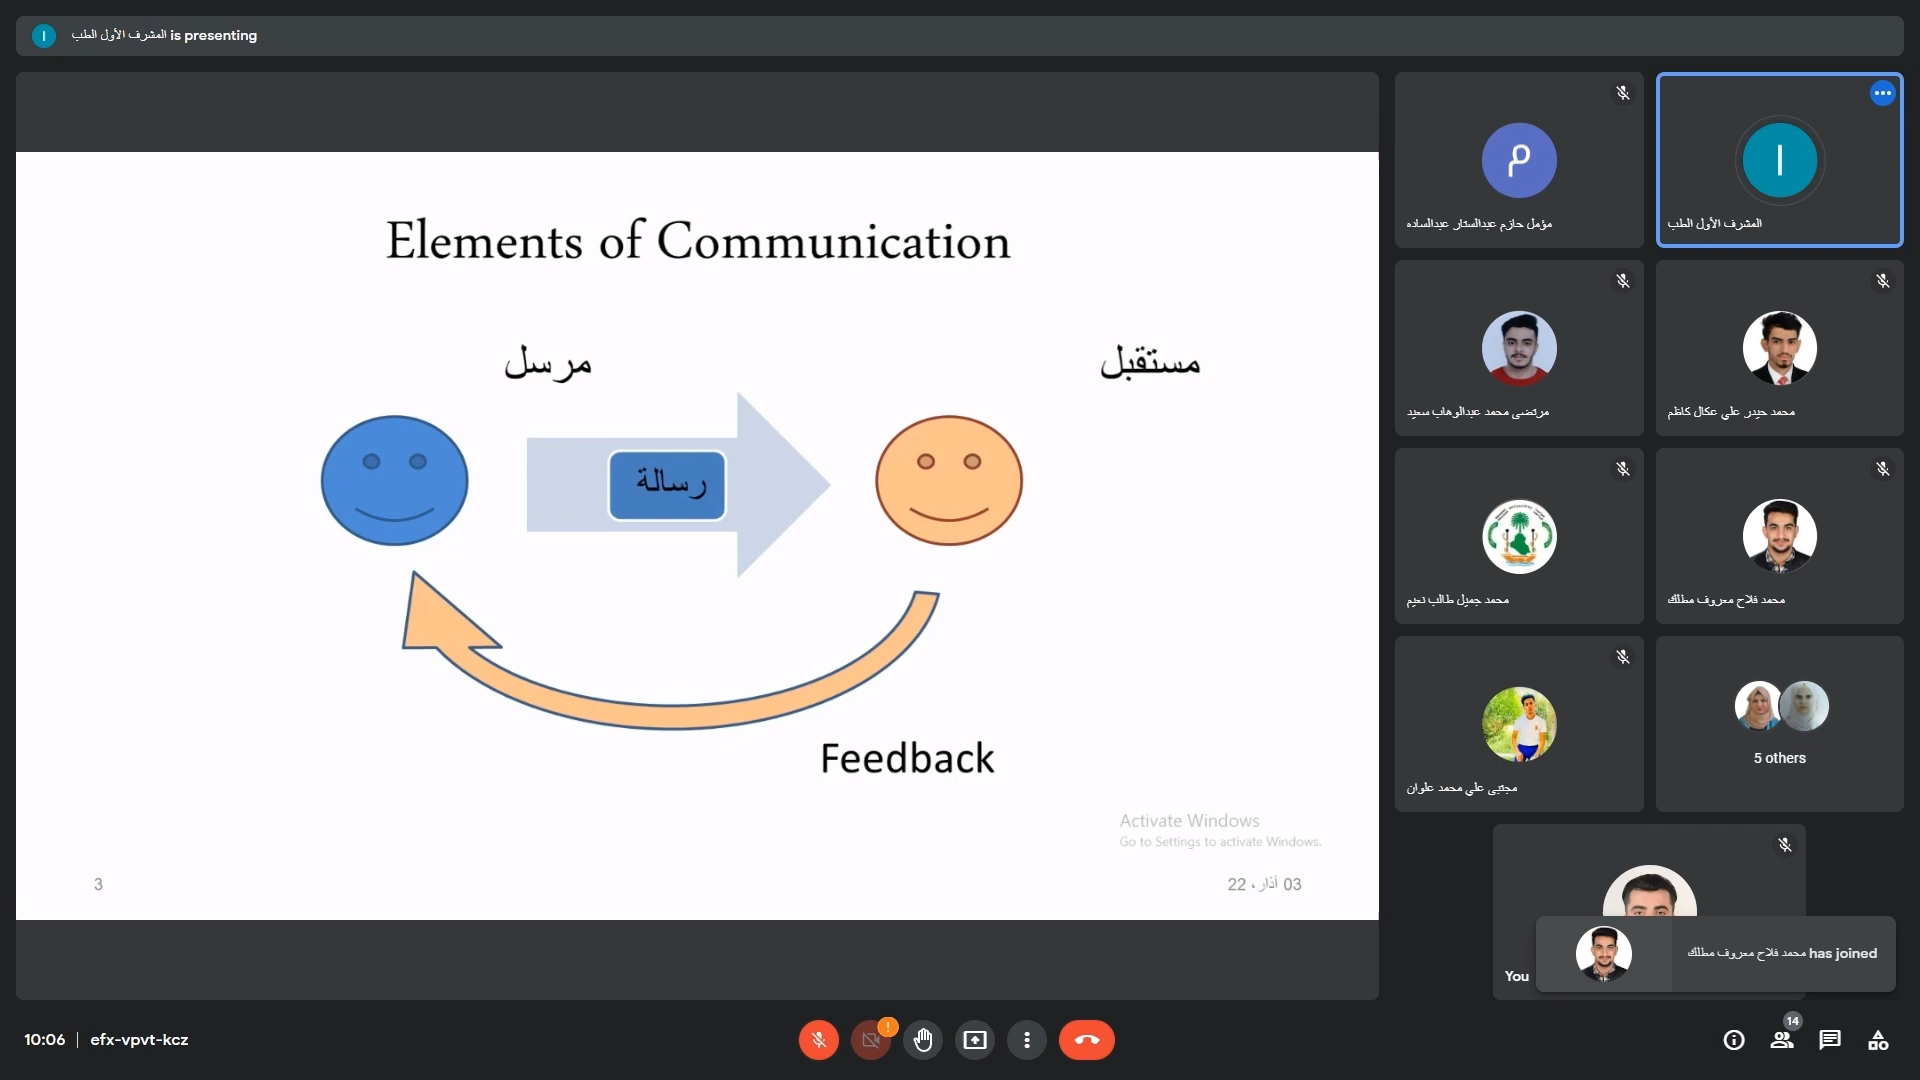 المشرف الأول الطب is presenting
Elements of Communication
مرسل
مستقبل
رسالة
Feedback
Activate Windows
Go to Settings to activate Windows.
3
03 آذار، 22
م
مؤمل حازم عبدالستار عبدالساده
ا
المشرف الأول الطب
مرتضى محمد عبدالوهاب سعيد
محمد حيدر علي عكال كاظم
محمد جميل طالب نعيم
محمد فلاح معروف مطلك
مجتبى علي محمد علوان
5 others
You
محمد فلاح معروف مطلك has joined
10:06 | efx-vpvt-kcz
14